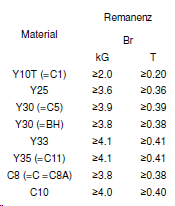 Remanenz
Material
Br
kG T
Y10T (=C1) ≥2.0 ≥0.20
Y25 ≥3.6 ≥0.36
Y30 (=C5) ≥3.9 ≥0.39
Y30 (=BH) ≥3.8 ≥0.38
Y33 ≥4.1 ≥0.41
Y35 (=C11) ≥4.1 ≥0.41
C8 (=C =C8A) ≥3.8 ≥0.38
C10 ≥4.0 ≥0.40